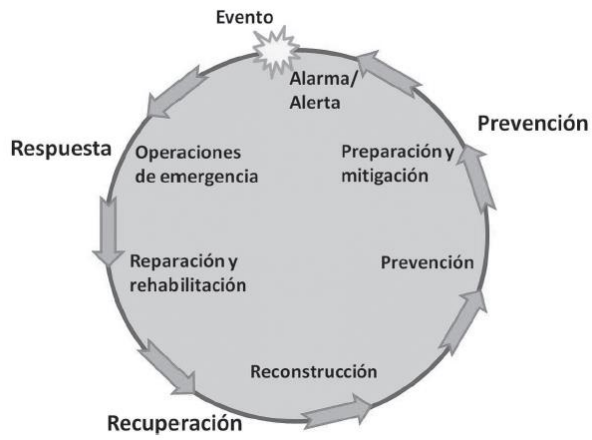 Evento
Alarma/
Alerta
Prevención
Respuesta
Operaciones
de emergencia
Preparación y
mitigación
Reparación y
rehabilitación
Prevención
Reconstrucción
Recuperación